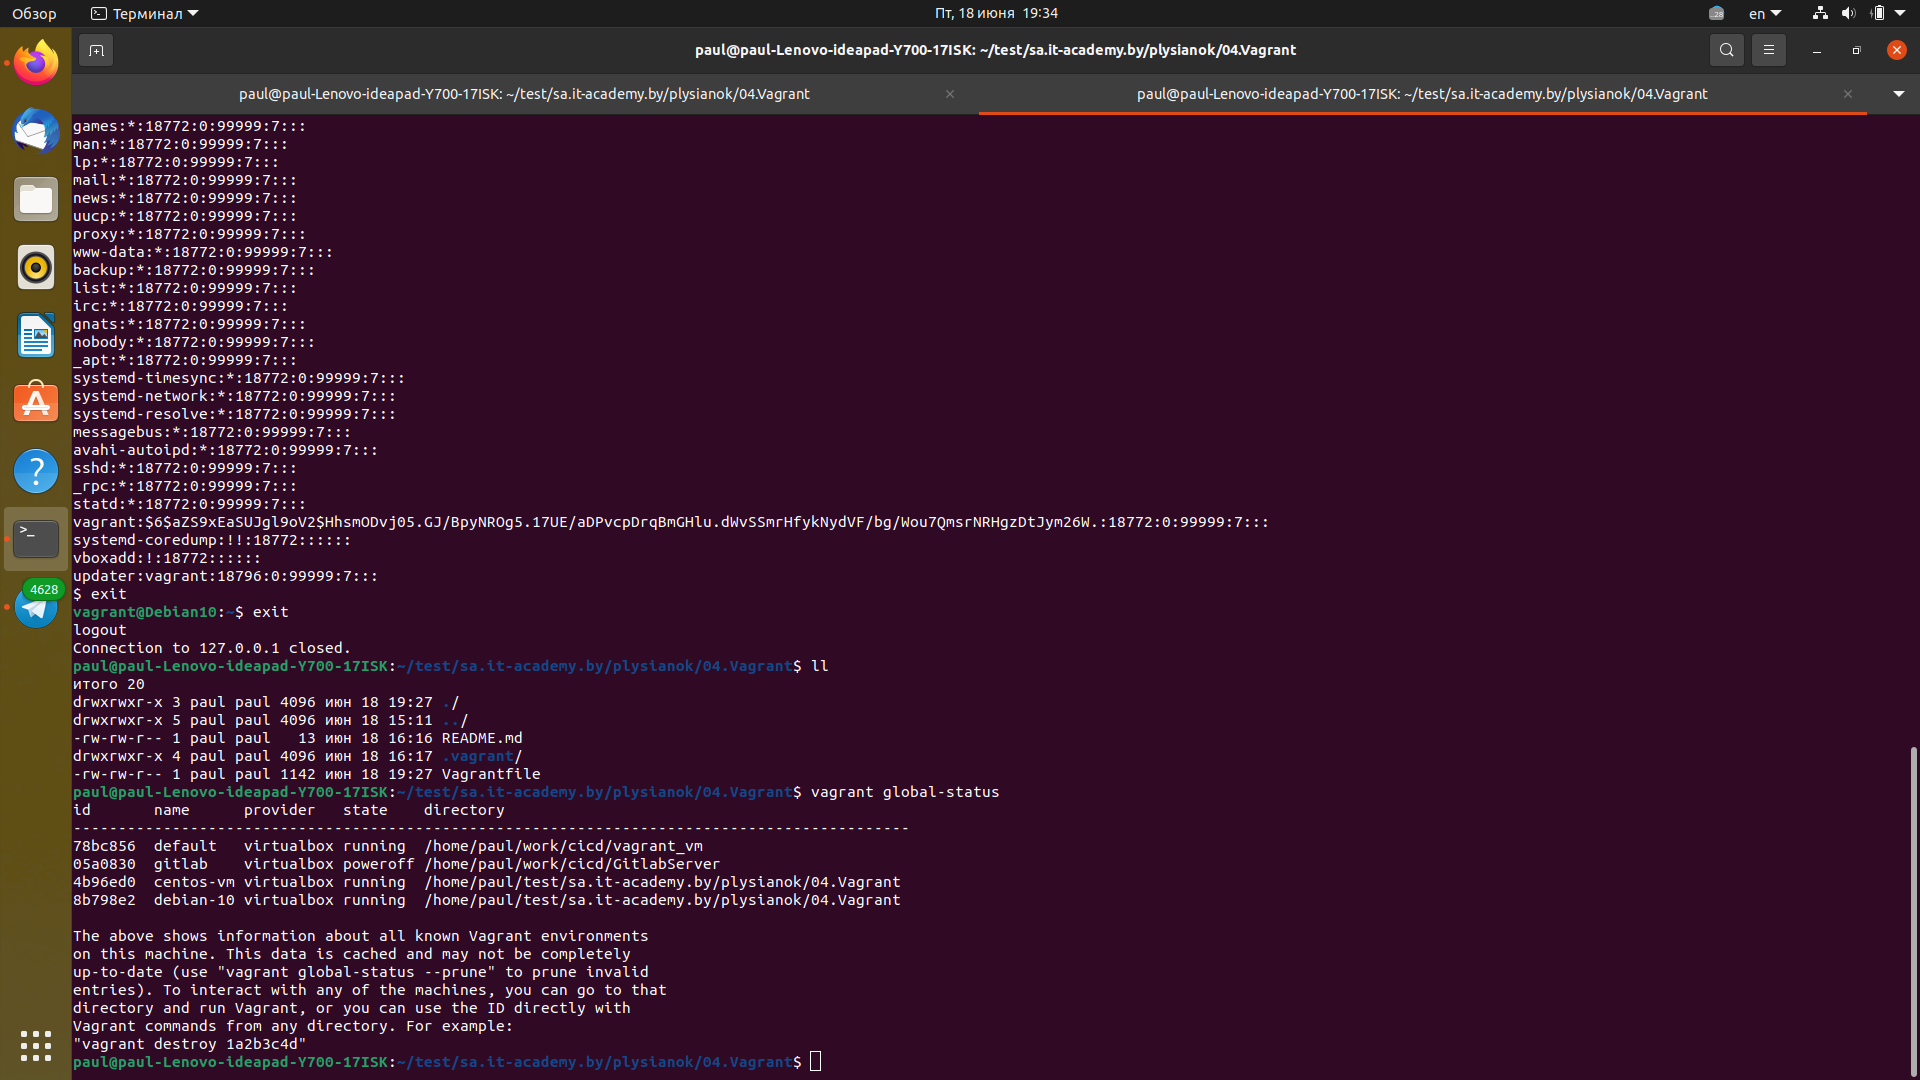 Обзор
Терминал
Пт, 18 июня 19:34
28
en
paul@paul-Lenovo-ideapad-Y700-17ISK: ~/test/sa.it-academy.by/plysianok/04.Vagrant
paul@paul-Lenovo-ideapad-Y700-17ISK: ~/test/sa.it-academy.by/plysianok/04.Vagrant
paul@paul-Lenovo-ideapad-Y700-17ISK: ~/test/sa.it-academy.by/plysianok/04.Vagrant
games:*:18772:0:99999:7:::
man:*:18772:0:99999:7:::
lp:*:18772:0:99999:7:::
mail:*:18772:0:99999:7:::
news:*:18772:0:99999:7:::
uucp:*:18772:0:99999:7:::
proxy:*:18772:0:99999:7:::
www-data:*:18772:0:99999:7:::
backup:*:18772:0:99999:7:::
list:*:18772:0:99999:7:::
irc:*:18772:0:99999:7:::
gnats:*:18772:0:99999:7:::
nobody:*:18772:0:99999:7:::
_apt:*:18772:0:99999:7:::
systemd-timesync:*:18772:0:99999:7:::
systemd-network:*:18772:0:99999:7:::
systemd-resolve:*:18772:0:99999:7:::
messagebus:*:18772:0:99999:7:::
avahi-autoipd:*:18772:0:99999:7:::
sshd:*:18772:0:99999:7:::
_rpc:*:18772:0:99999:7:::
statd:*:18772:0:99999:7:::
vagrant:$6$aZS9xEaSUJgl9oV2$HhsmODvj05.GJ/BpyNROg5.17UE/aDPvcpDrqBmGHlu.dWvSSmrHfykNydVF/bg/Wou7QmsrNRHgzDtJym26W.:18772:0:99999:7:::
systemd-coredump:!!:18772::::::
vboxadd:!:18772::::::
updater:vagrant:18796:0:99999:7:::
$ exit
vagrant@Debian10:~$ exit
logout
Connection to 127.0.0.1 closed.
paul@paul-Lenovo-ideapad-Y700-17ISK:~/test/sa.it-academy.by/plysianok/04.Vagrant$ ll
итого 20
drwxrwxr-x 3 paul paul 4096 июн 18 19:27 ./
drwxrwxr-x 5 paul paul 4096 июн 18 15:11 ../
-rw-rw-r-- 1 paul paul   13 июн 18 16:16 README.md
drwxrwxr-x 4 paul paul 4096 июн 18 16:17 .vagrant/
-rw-rw-r-- 1 paul paul 1142 июн 18 19:27 Vagrantfile
paul@paul-Lenovo-ideapad-Y700-17ISK:~/test/sa.it-academy.by/plysianok/04.Vagrant$ vagrant global-status
id       name      provider   state    directory
---------------------------------------------------------------------------------------------
78bc856  default   virtualbox running  /home/paul/work/cicd/vagrant_vm
05a0830  gitlab    virtualbox poweroff /home/paul/work/cicd/GitlabServer
4b96ed0  centos-vm virtualbox running  /home/paul/test/sa.it-academy.by/plysianok/04.Vagrant
8b798e2  debian-10 virtualbox running  /home/paul/test/sa.it-academy.by/plysianok/04.Vagrant
The above shows information about all known Vagrant environments
on this machine. This data is cached and may not be completely
up-to-date (use "vagrant global-status --prune" to prune invalid
entries). To interact with any of the machines, you can go to that
directory and run Vagrant, or you can use the ID directly with
Vagrant commands from any directory. For example:
"vagrant destroy 1a2b3c4d"
paul@paul-Lenovo-ideapad-Y700-17ISK:~/test/sa.it-academy.by/plysianok/04.Vagrant$
4628